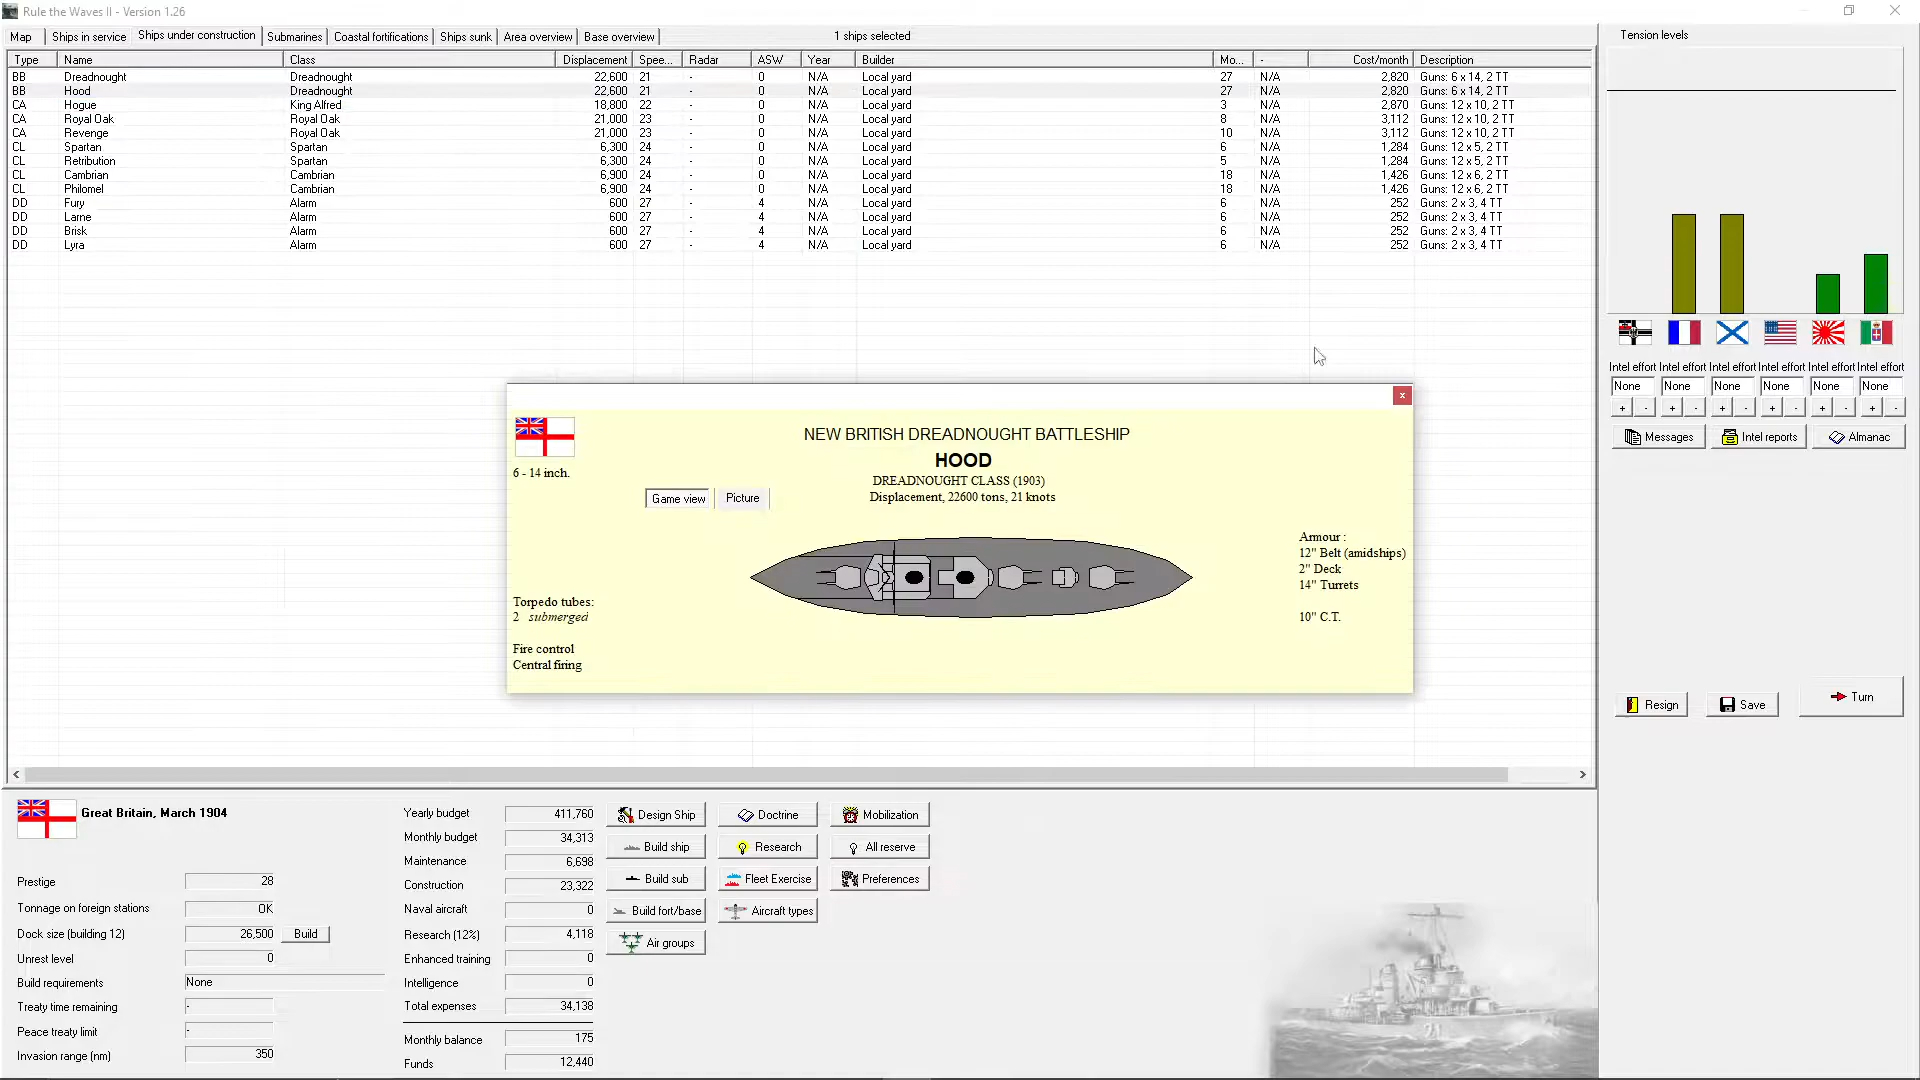 Rule the Waves II - Version 1.26
Map Ships in service Ships under construction Submarines Coastal fortifications Ships sunk Area overview Base overview 1 ships selected
Type Name Class Displacement Spee... Radar ASW Year Builder Mo... - Cost/month Description
BB Dreadnought Dreadnought 22,600 21 - 0 N/A Local yard 27 N/A 2,820 Guns: 6 x 14, 2 TT
BB Hood Dreadnought 22,600 21 - 0 N/A Local yard 27 N/A 2,820 Guns: 6 x 14, 2 TT
CA Hogue King Alfred 18,800 22 - 0 N/A Local yard 3 N/A 2,870 Guns: 12 x 10, 2 TT
CA Royal Oak Royal Oak 21,000 23 - 0 N/A Local yard 8 N/A 3,112 Guns: 12 x 10, 2 TT
CA Revenge Royal Oak 21,000 23 - 0 N/A Local yard 10 N/A 3,112 Guns: 12 x 10, 2 TT
CL Spartan Spartan 6,300 24 - 0 N/A Local yard 6 N/A 1,284 Guns: 12 x 5, 2 TT
CL Retribution Spartan 6,300 24 - 0 N/A Local yard 5 N/A 1,284 Guns: 12 x 5, 2 TT
CL Cambrian Cambrian 6,900 24 - 0 N/A Local yard 18 N/A 1,426 Guns: 12 x 6, 2 TT
CL Philomel Cambrian 6,900 24 - 0 N/A Local yard 18 N/A 1,426 Guns: 12 x 6, 2 TT
DD Fury Alarm 600 27 - 4 N/A Local yard 6 N/A 252 Guns: 2 x 3, 4 TT
DD Larne Alarm 600 27 - 4 N/A Local yard 6 N/A 252 Guns: 2 x 3, 4 TT
DD Brisk Alarm 600 27 - 4 N/A Local yard 6 N/A 252 Guns: 2 x 3, 4 TT
DD Lyra Alarm 600 27 - 4 N/A Local yard 6 N/A 252 Guns: 2 x 3, 4 TT
Tension levels
Intel effort Intel effort Intel effort Intel effort Intel effort Intel effort
None None None None None None
+ - + - + - + - + - + -
Messages Intel reports Almanac
Resign Save Turn
x
NEW BRITISH DREADNOUGHT BATTLESHIP
HOOD
6 - 14 inch.
DREADNOUGHT CLASS (1903)
Game view Picture
Displacement, 22600 tons, 21 knots
Armour :
12" Belt (amidships)
2" Deck
14" Turrets
10" C.T.
Torpedo tubes:
2 submerged
Fire control
Central firing
Great Britain, March 1904
Prestige 28
Tonnage on foreign stations OK
Dock size (building 12) 26,500 Build
Unrest level 0
Build requirements None
Treaty time remaining -
Peace treaty limit -
Invasion range (nm) 350
Yearly budget 411,760
Monthly budget 34,313
Maintenance 6,698
Construction 23,322
Naval aircraft 0
Research (12%) 4,118
Enhanced training 0
Intelligence 0
Total expenses 34,138
Monthly balance 175
Funds 12,440
Design Ship Doctrine Mobilization
Build ship Research All reserve
Build sub Fleet Exercise Preferences
Build fort/base Aircraft types
Air groups